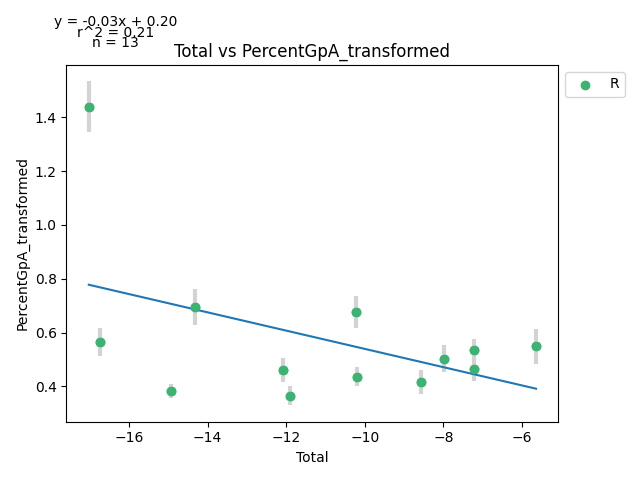 y = -0.03x + 0.20
r^2 = 0.21
n = 13
Total vs PercentGpA_transformed
R
PercentGpA_transformed
1.4
1.2
1.0
0.8
0.6
0.4
−16
−14
−12
−10
−8
−6
Total